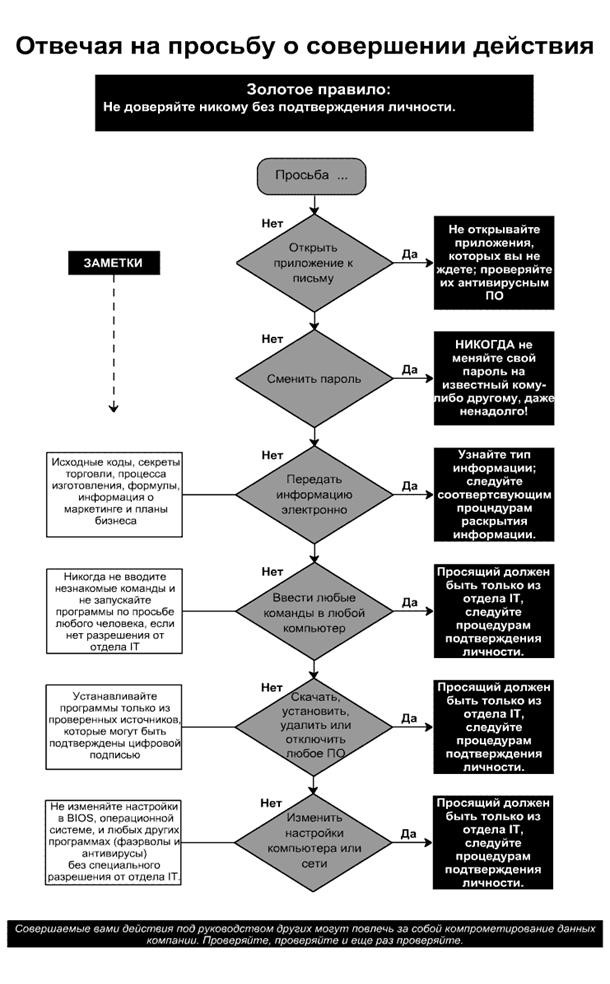 Отвечая на просьбу о совершении действия
Золотое правило:
Не доверяйте никому без подтверждения личности.
Просьба ...
ЗАМЕТКИ
Нет
Открыть
приложение к
письму
Да
Не открывайте
приложения,
которых вы не
ждете; проверяйте
их антивирусным
ПО
Нет
Сменить пароль
Да
НИКОГДА не
меняйте свой
пароль на
известный кому-
либо другому, даже
ненадолго!
Исходные коды, секреты
торговли, процесса
изготовления, формулы,
информация о
маркетинге и планы
бизнеса
Нет
Передать
информацию
электронно
Да
Узнайте тип
информации;
следуйте
соотвертсвующим
процндурам
раскрытия
информации.
Никогда не вводите
незнакомые команды и
не запускайте
программы по просьбе
любого человека, если
нет разрешения от
отдела IT
Нет
Ввести любые
команды в любой
компьютер
Да
Просящий должен
быть только из
отдела IT,
следуйте
процедурам
подтверждения
личности.
Устанавливайте
программы только из
проверенных источников,
которые могут быть
подтверждены цифровой
подписью
Нет
Скачать,
установить,
удалить или
отключить
любое ПО
Да
Просящий должен
быть только из
отдела IT,
следуйте
процедурам
подтверждения
личности.
Не изменяйте настройки
в BIOS, операционной
системе, и любых других
программах (фаэрволы и
антивирусы)
без специального
разрешения от отдела IT.
Нет
Изменить
настройки
компьютера или
сети
Да
Просящий должен
быть только из
отдела IT,
следуйте
процедурам
подтверждения
личности.
Совершаемые вами действия под руководством других могут повлечь за собой компрометирование данных
компании. Проверяйте, проверяйте и еще раз проверяйте.